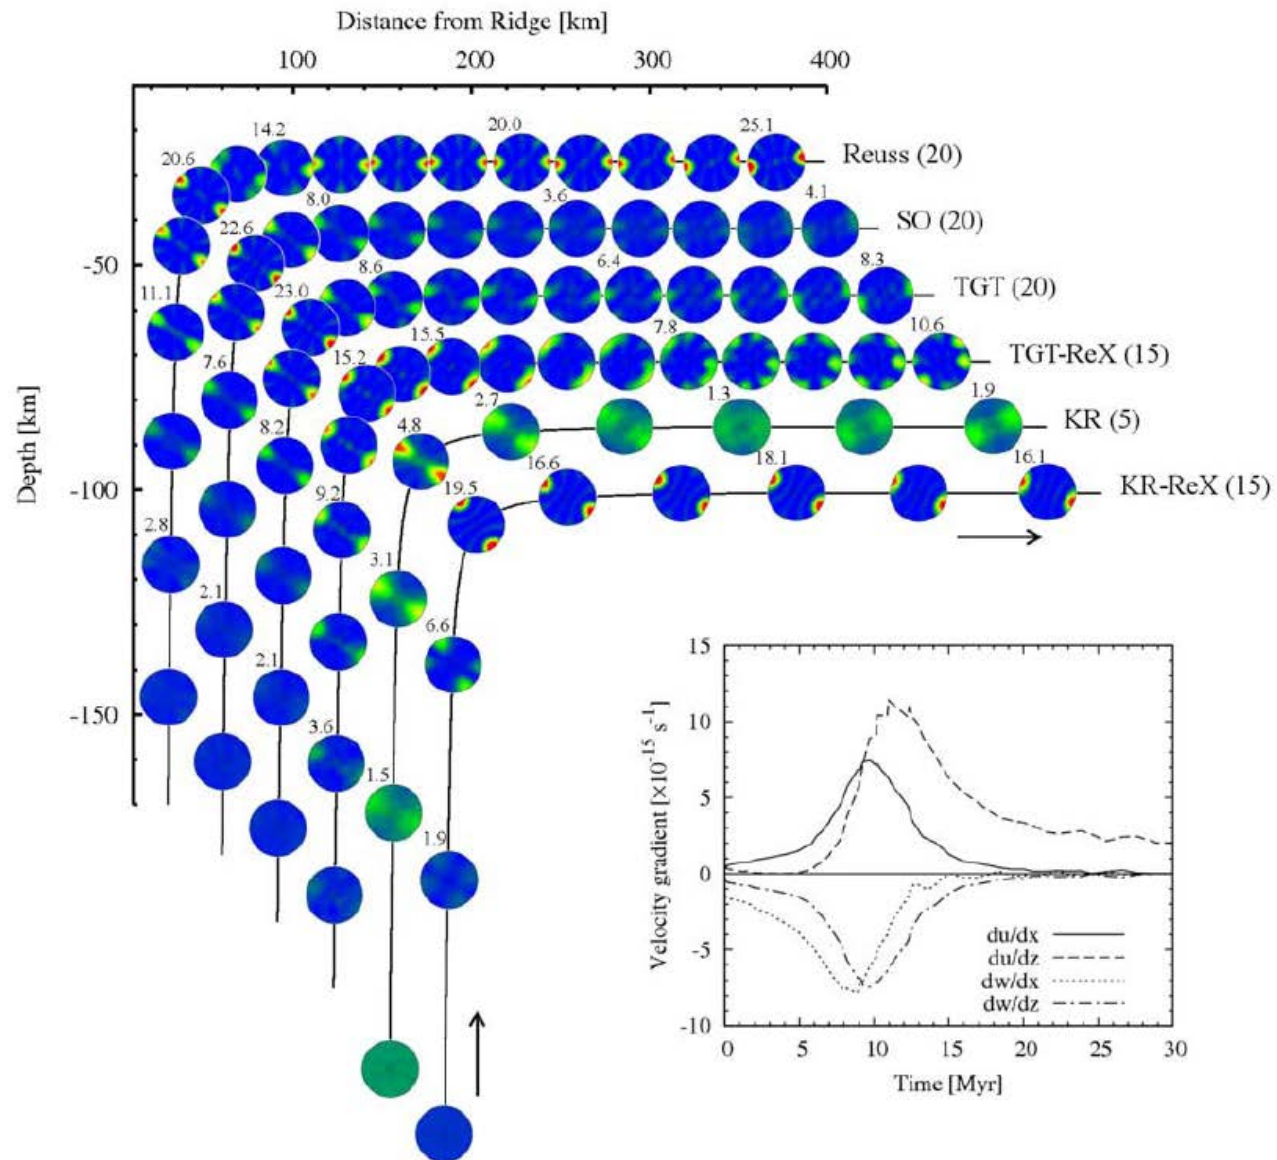 Distance from Ridge [km]
100 200 300 400
14.2 20.0 25.1
20.6 Reuss (20)
8.0 3.6 4.1
22.6 SO (20)
-50 8.6 6.4 8.3
11.1 23.0 TGT (20)
15.5 7.8 10.6
7.6 15.2 TGT-ReX (15)
2.7 1.3 1.9
8.2 4.8 KR (5)
16.6 18.1 16.1
-100 9.2 19.5 KR-ReX (15)
2.8
3.1
2.1 6.6
2.1
-150
3.6
1.5
1.9
Depth [km]
15
10
5
0
-5
-10
Velocity gradient [×10-15 s-1]
du/dx
du/dz
dw/dx
dw/dz
0 5 10 15 20 25 30
Time [Myr]